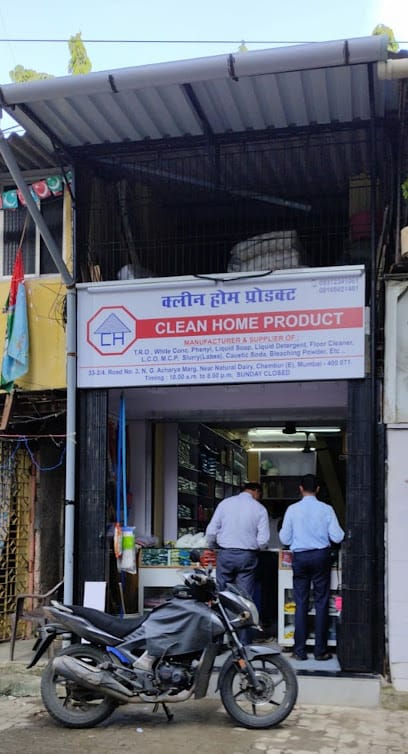 क्लीन होम प्रोडक्ट
CH
CLEAN HOME PRODUCT
MANUFACTURER & SUPPLIER OF :
T.R.O., White Conc. Phenyl, Liquid Soap, Liquid Detergent, Floor Cleaner,
L.C.O, M.C.P, Slurry(Labsa), Caustic Soda, Bleaching Powder, Etc..
33-2/4, Road No. 3, N. G. Acharya Marg, Near Natural Dairy, Chembur (E), Mumbai - 400 071.
Timing : 10.00 a.m. to 8.00 p.m. SUNDAY CLOSED